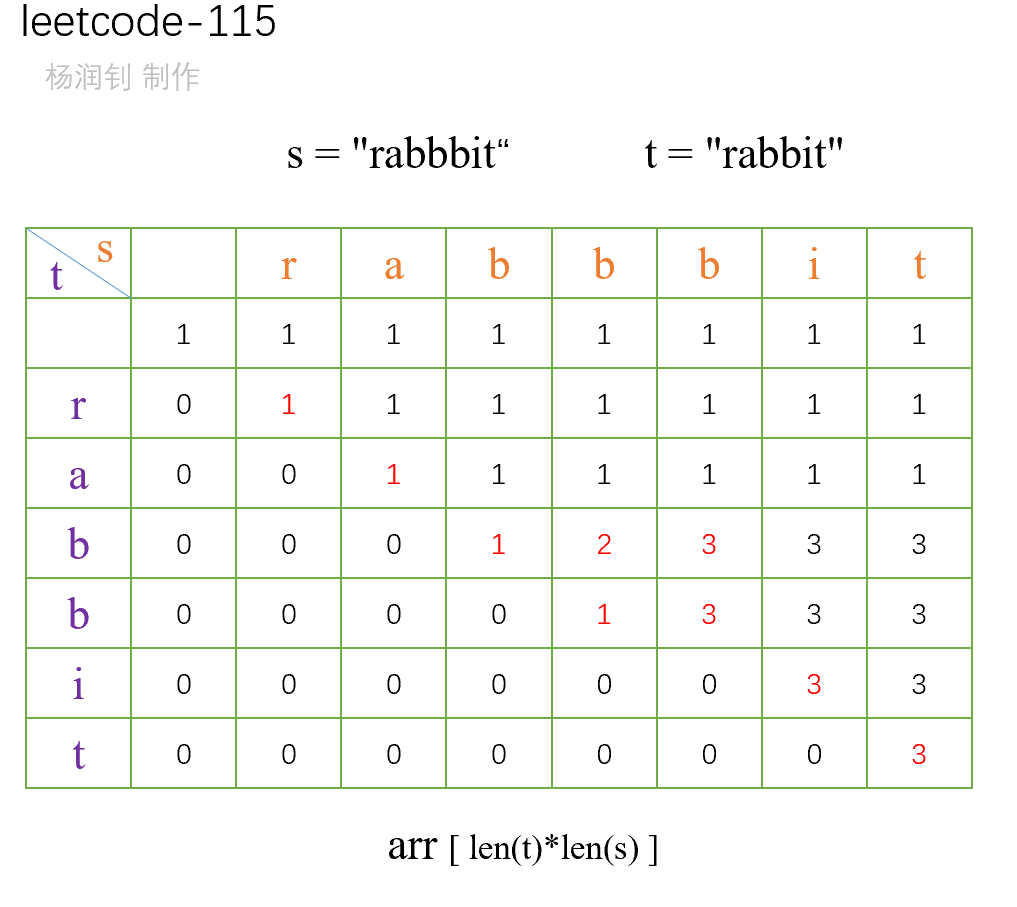 leetcode-115
杨润钊 制作
s = "rabbbit“ t = "rabbit"
s
t
r a b b b i t
1 1 1 1 1 1 1 1
r 0 1 1 1 1 1 1 1
a 0 0 1 1 1 1 1 1
b 0 0 0 1 2 3 3 3
b 0 0 0 0 1 3 3 3
i 0 0 0 0 0 0 3 3
t 0 0 0 0 0 0 0 3
arr [ len(t)*len(s) ]